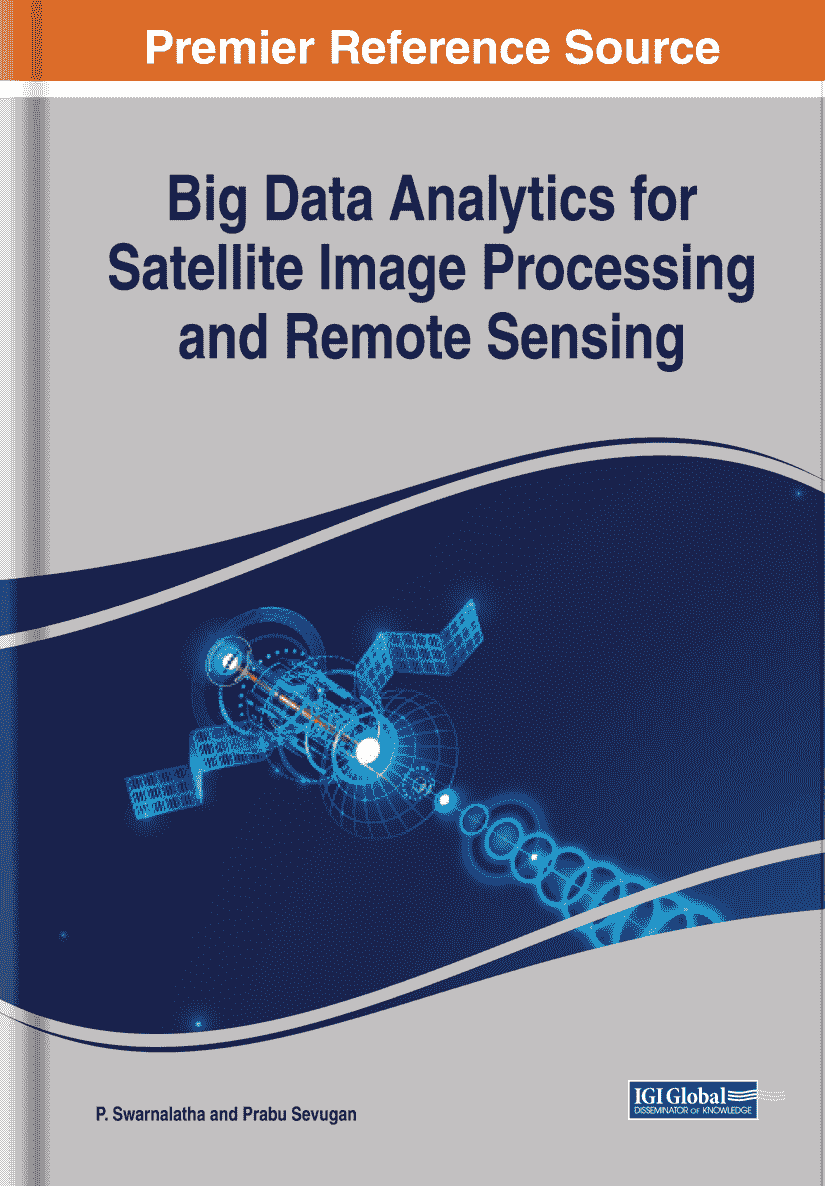 Premier Reference Source
Big Data Analytics for
Satellite Image Processing
and Remote Sensing
P. Swarnalatha and Prabu Sevugan
IGI Global
DISSEMINATOR OF KNOWLEDGE